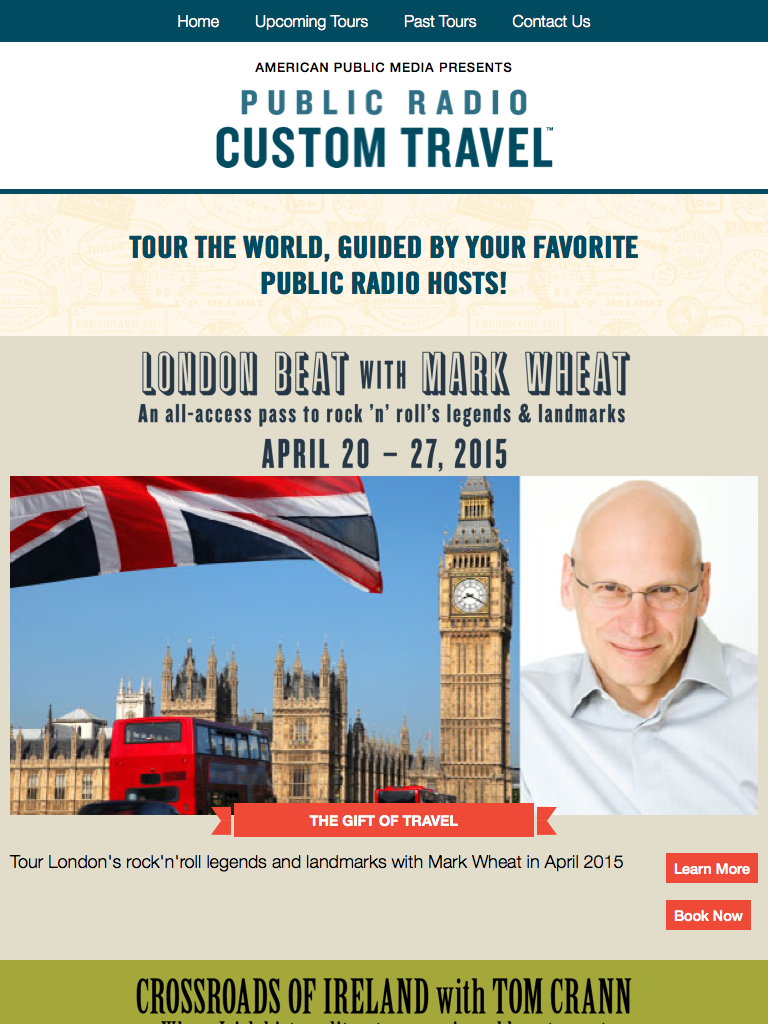 Home Upcoming Tours Past Tours Contact Us
AMERICAN PUBLIC MEDIA PRESENTS
PUBLIC RADIO
CUSTOM TRAVEL™
TOUR THE WORLD, GUIDED BY YOUR FAVORITE
PUBLIC RADIO HOSTS!
LONDON BEAT WITH MARK WHEAT
An all-access pass to rock ’n’ roll’s legends & landmarks
APRIL 20 – 27, 2015
THE GIFT OF TRAVEL
Tour London's rock'n'roll legends and landmarks with Mark Wheat in April 2015
Learn More
Book Now
CROSSROADS OF IRELAND with TOM CRANN